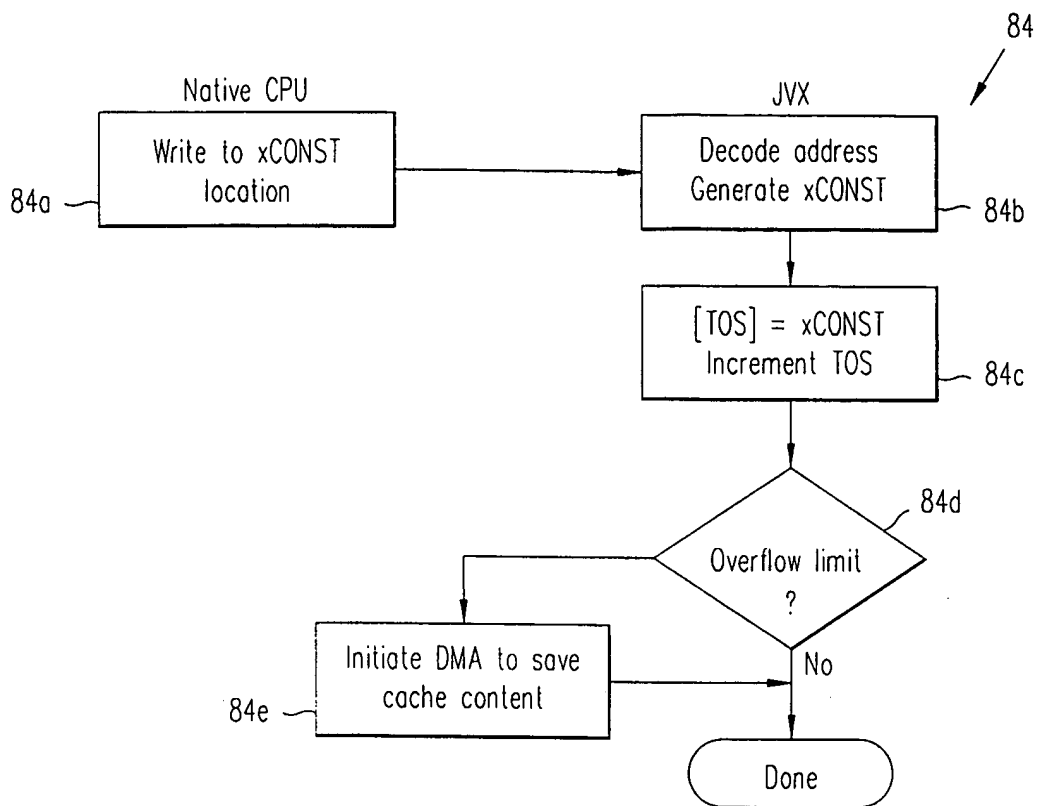 84
Native CPU
JVX
Write to xCONST
location
84a
Decode address
Generate xCONST
84b
[TOS] = xCONST
Increment TOS
84c
84d
Overflow limit
?
Initiate DMA to save
cache content
84e
No
Done